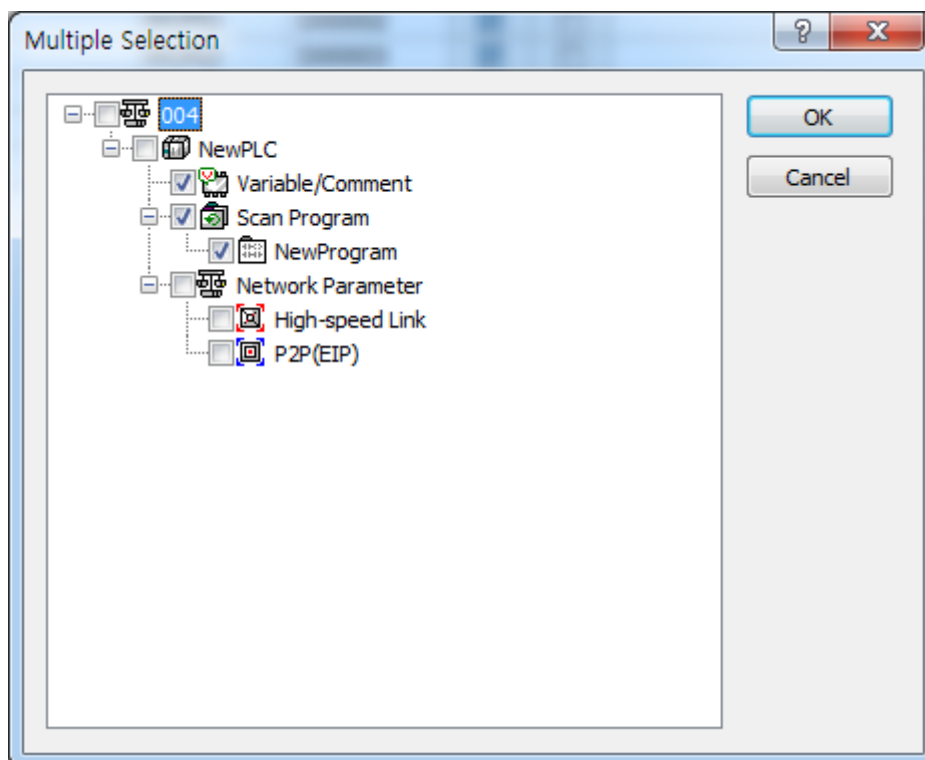 Multiple Selection
004
NewPLC
Variable/Comment
Scan Program
NewProgram
Network Parameter
High-speed Link
P2P(EIP)
OK
Cancel